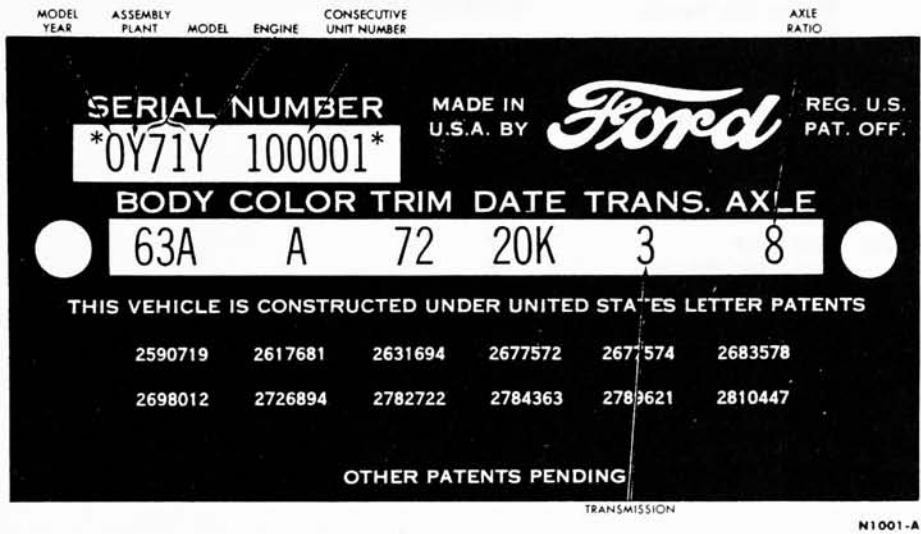 MODEL YEAR ASSEMBLY PLANT MODEL ENGINE CONSECUTIVE UNIT NUMBER AXLE RATIO
SERIAL NUMBER MADE IN U.S.A. BY Ford REG. U.S. PAT. OFF.
*0Y71Y 100001*
BODY COLOR TRIM DATE TRANS. AXLE
63A A 72 20K 3 8
THIS VEHICLE IS CONSTRUCTED UNDER UNITED STATES LETTER PATENTS
2590719 2617681 2631694 2677572 2677574 2683578
2698012 2726894 2782722 2784363 2789621 2810447
OTHER PATENTS PENDING
TRANSMISSION
N1001-A